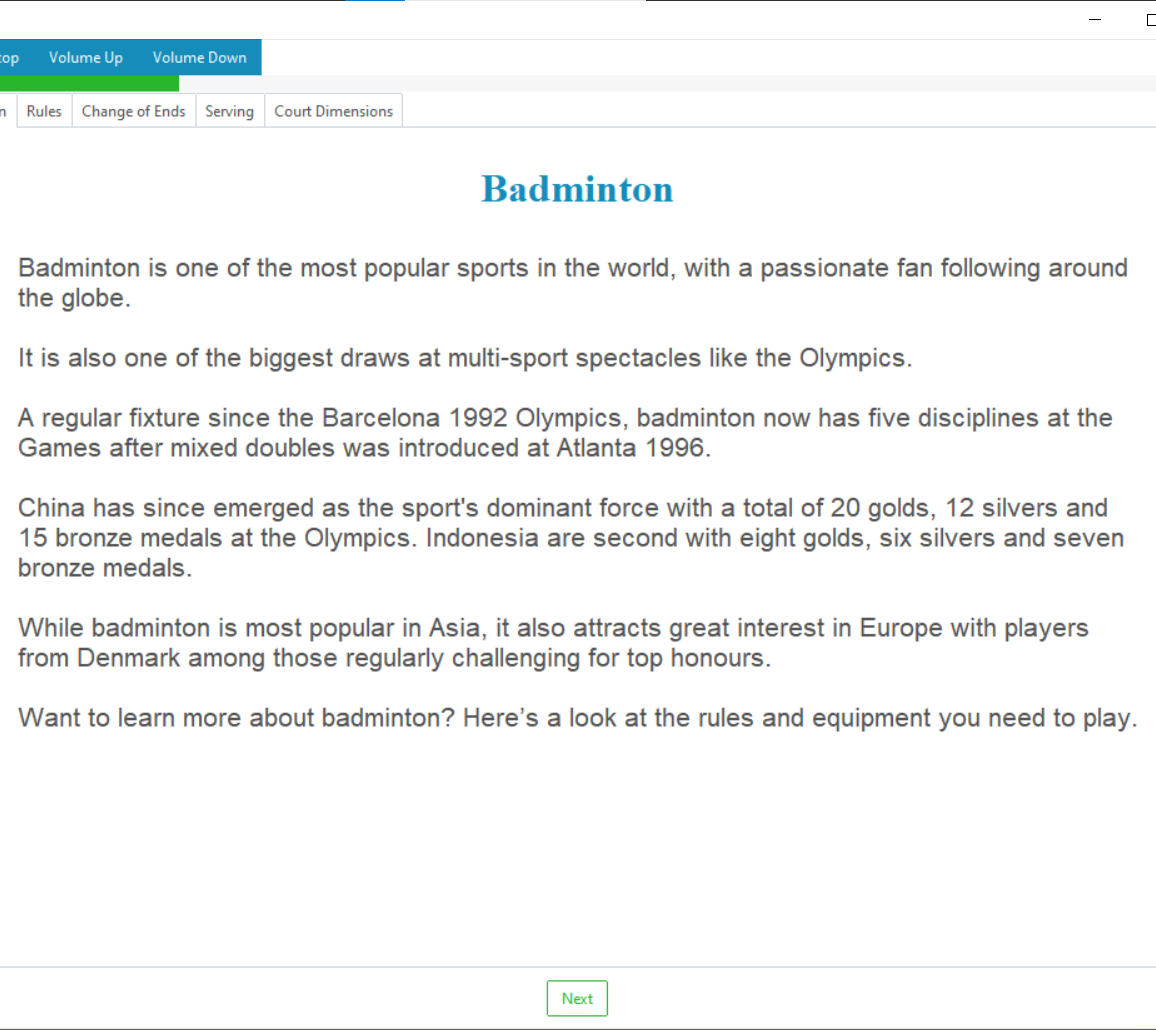 top Volume Up Volume Down
n Rules Change of Ends Serving Court Dimensions
Badminton
Badminton is one of the most popular sports in the world, with a passionate fan following around
the globe.
It is also one of the biggest draws at multi-sport spectacles like the Olympics.
A regular fixture since the Barcelona 1992 Olympics, badminton now has five disciplines at the
Games after mixed doubles was introduced at Atlanta 1996.
China has since emerged as the sport's dominant force with a total of 20 golds, 12 silvers and
15 bronze medals at the Olympics. Indonesia are second with eight golds, six silvers and seven
bronze medals.
While badminton is most popular in Asia, it also attracts great interest in Europe with players
from Denmark among those regularly challenging for top honours.
Want to learn more about badminton? Here’s a look at the rules and equipment you need to play.
Next